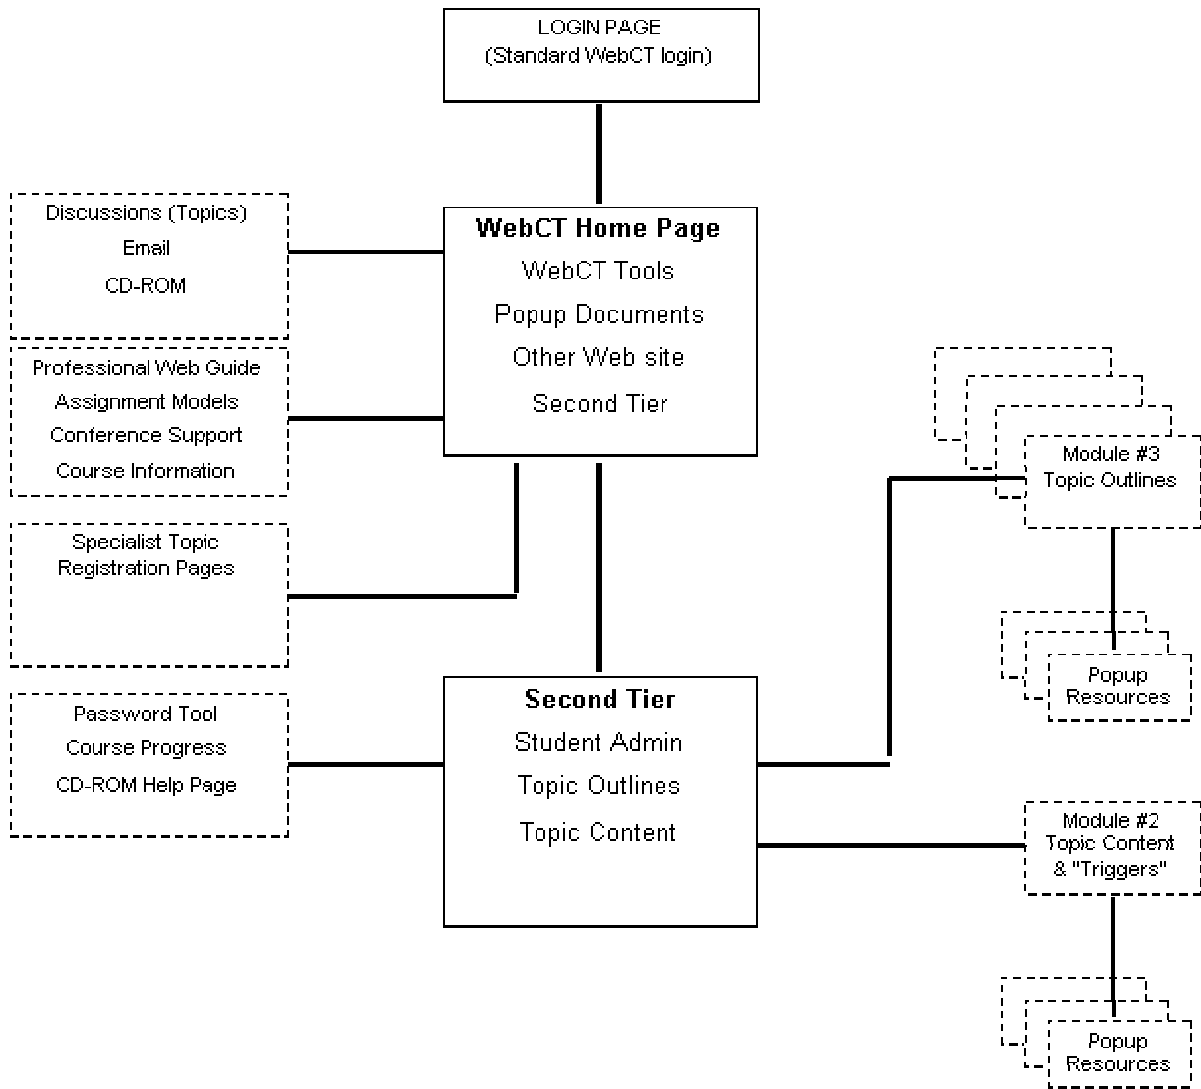 LOGIN PAGE
(Standard WebCT login)
Discussions (Topics)
Email
CD-ROM
WebCT Home Page
WebCT Tools
Popup Documents
Other Web site
Second Tier
Professional Web Guide
Assignment Models
Conference Support
Course Information
Specialist Topic
Registration Pages
Password Tool
Course Progress
CD-ROM Help Page
Second Tier
Student Admin
Topic Outlines
Topic Content
Module #3
Topic Outlines
Popup
Resources
Module #2
Topic Content
& "Triggers"
Popup
Resources